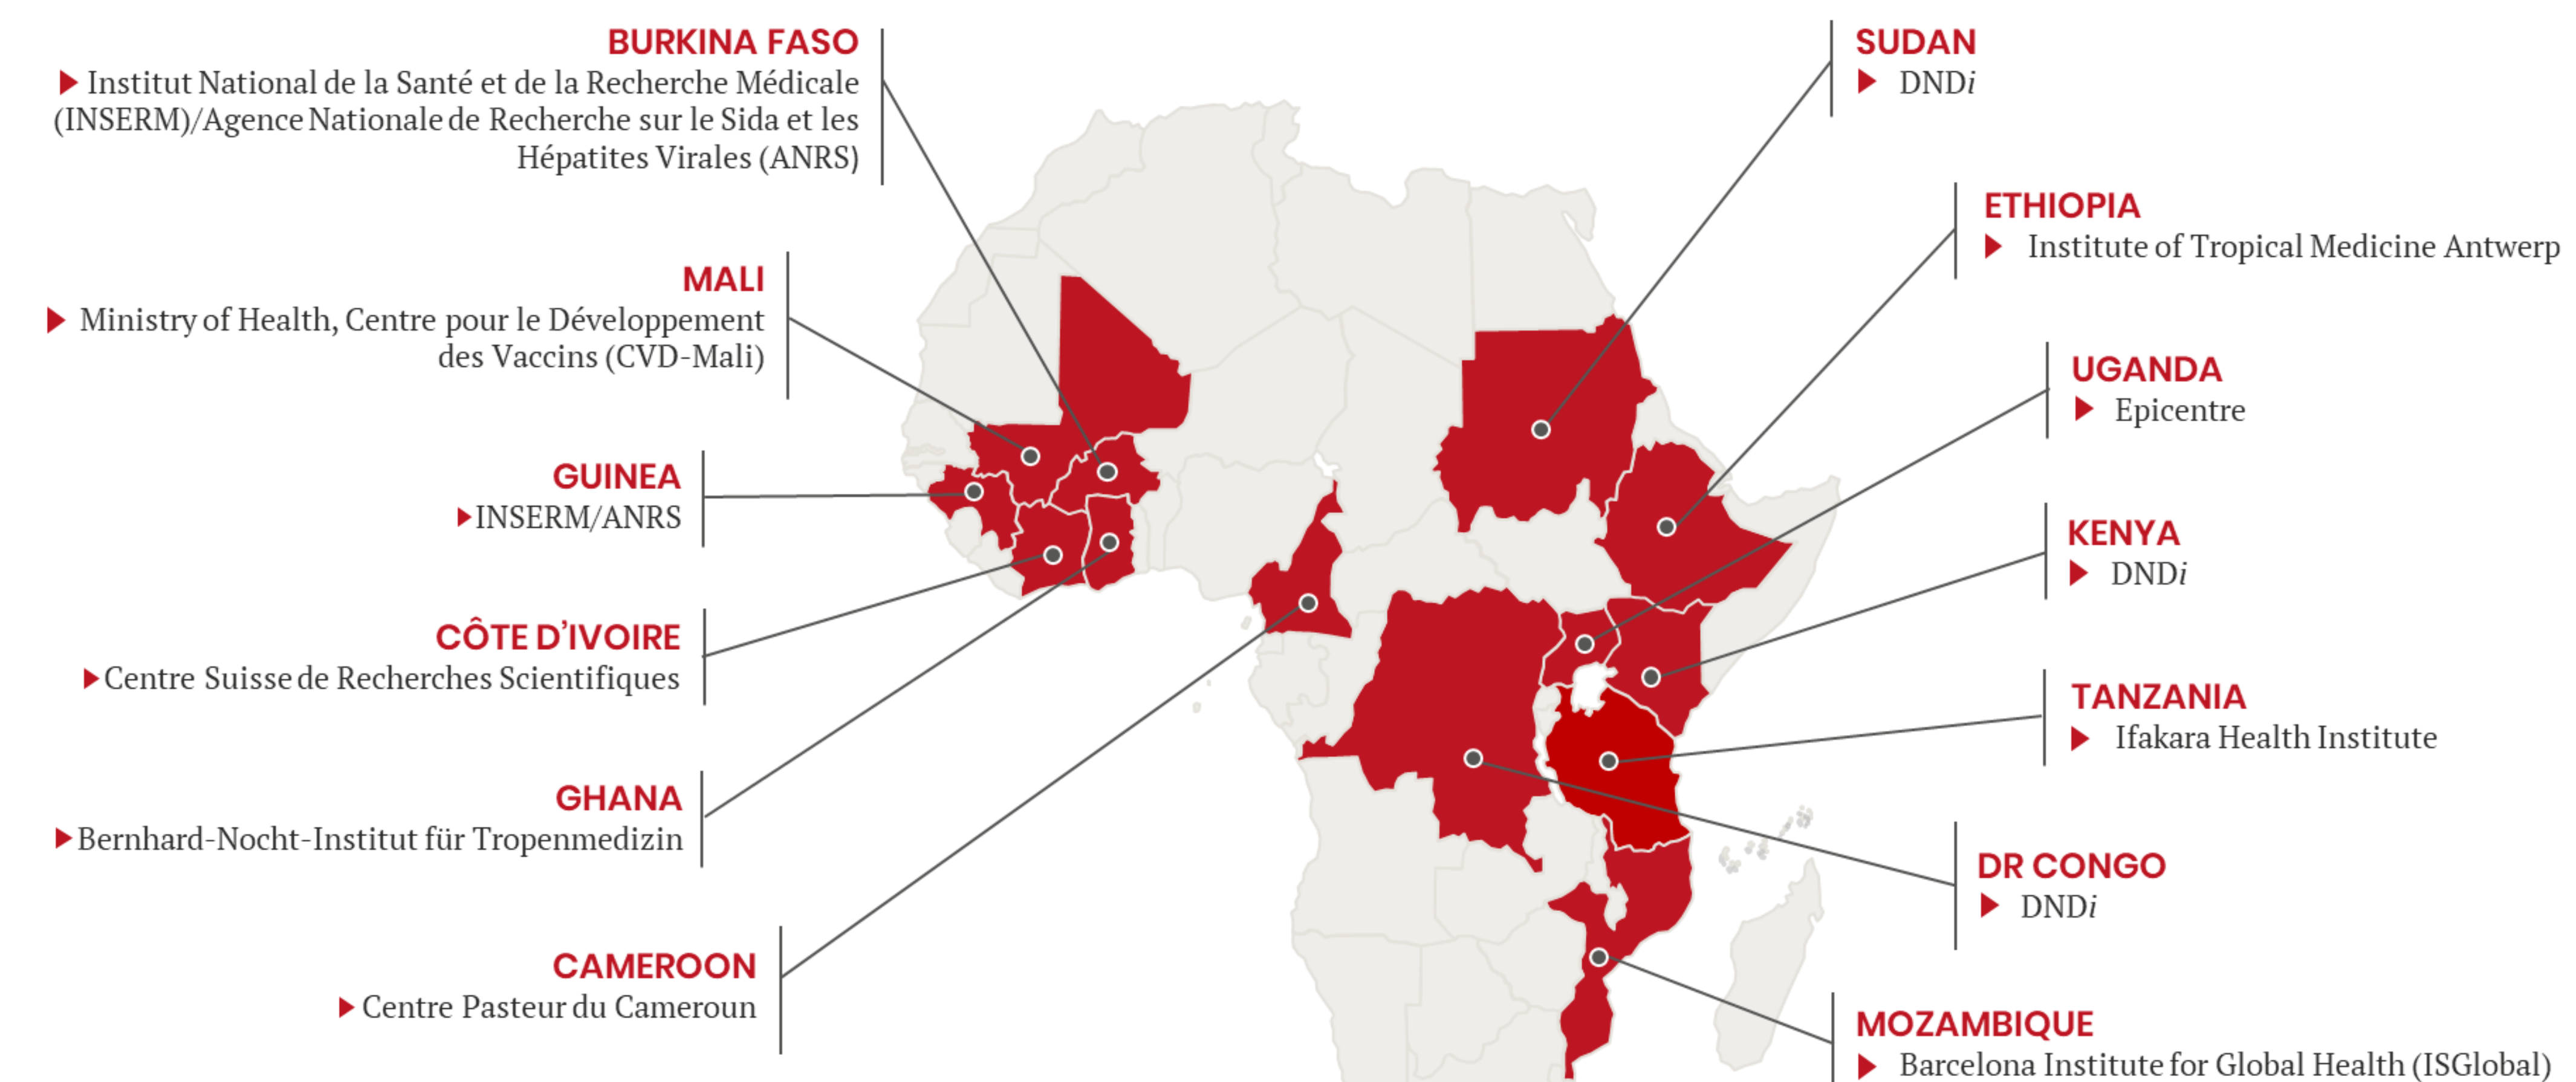 BURKINA FASO
Institut National de la Santé et de la Recherche Médicale
(INSERM)/Agence Nationale de Recherche sur le Sida et les
Hépatites Virales (ANRS)
MALI
Ministry of Health, Centre pour le Développement
des Vaccins (CVD-Mali)
GUINEA
INSERM/ANRS
CÔTE D’IVOIRE
Centre Suisse de Recherches Scientifiques
GHANA
Bernhard-Nocht-Institut für Tropenmedizin
CAMEROON
Centre Pasteur du Cameroun
SUDAN
DNDi
ETHIOPIA
Institute of Tropical Medicine Antwerp
UGANDA
Epicentre
KENYA
DNDi
TANZANIA
Ifakara Health Institute
DR CONGO
DNDi
MOZAMBIQUE
Barcelona Institute for Global Health (ISGlobal)